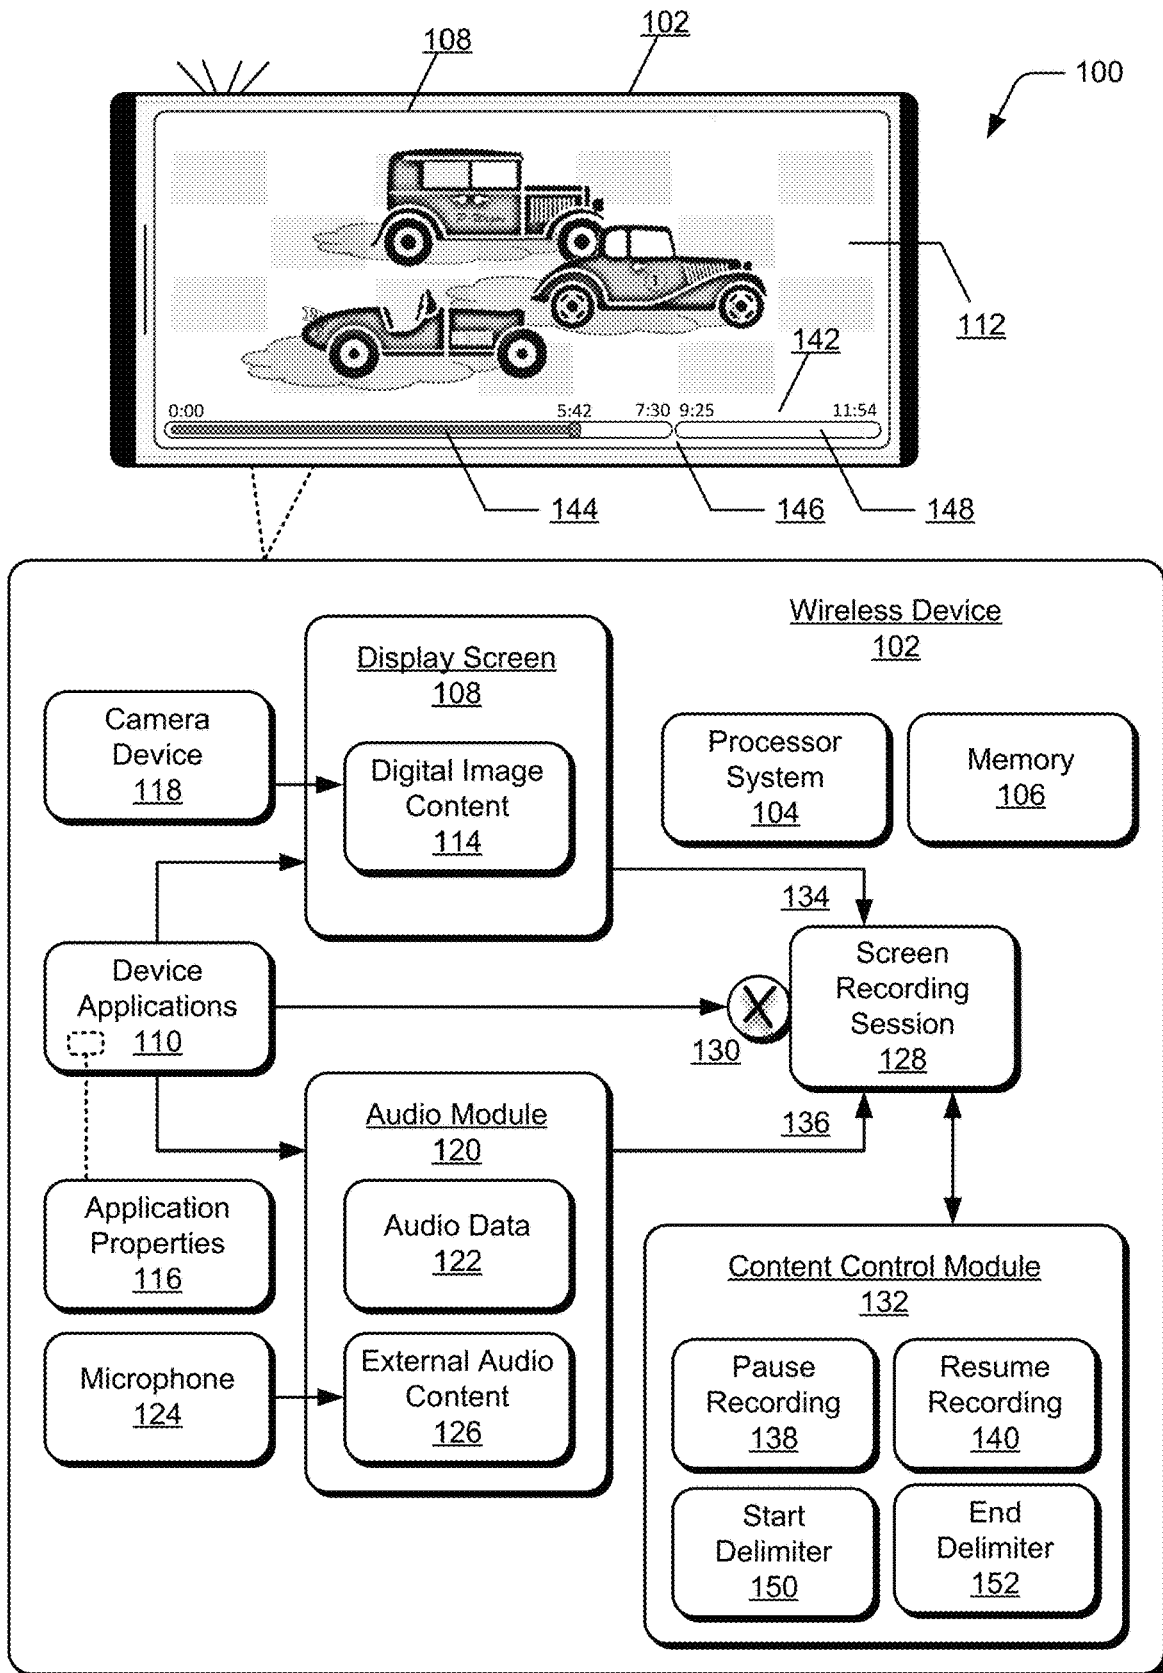 108
102
100
112
142
0:00
5:42
7:30
9:25
11:54
144
146
148
Wireless Device
102
Display Screen
108
Camera
Device
118
Digital Image
Content
114
Processor
System
104
Memory
106
134
Device
Applications
110
Screen
Recording
Session
128
130
Audio Module
120
136
Application
Properties
116
Audio Data
122
Content Control Module
132
Microphone
124
External Audio
Content
126
Pause
Recording
138
Resume
Recording
140
Start
Delimiter
150
End
Delimiter
152